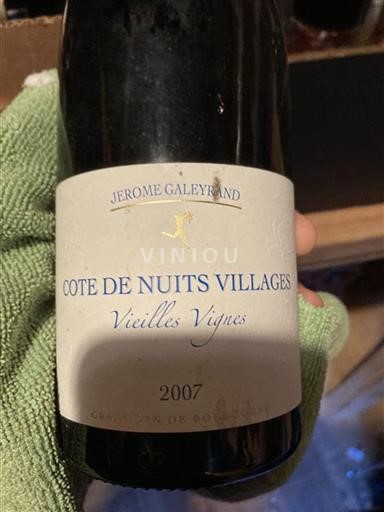 JEROME GALEYRAND
VINIOU
COTE DE NUITS VILLAGES
Vieilles Vignes
2007
GRAND VIN DE BOURGOGNE